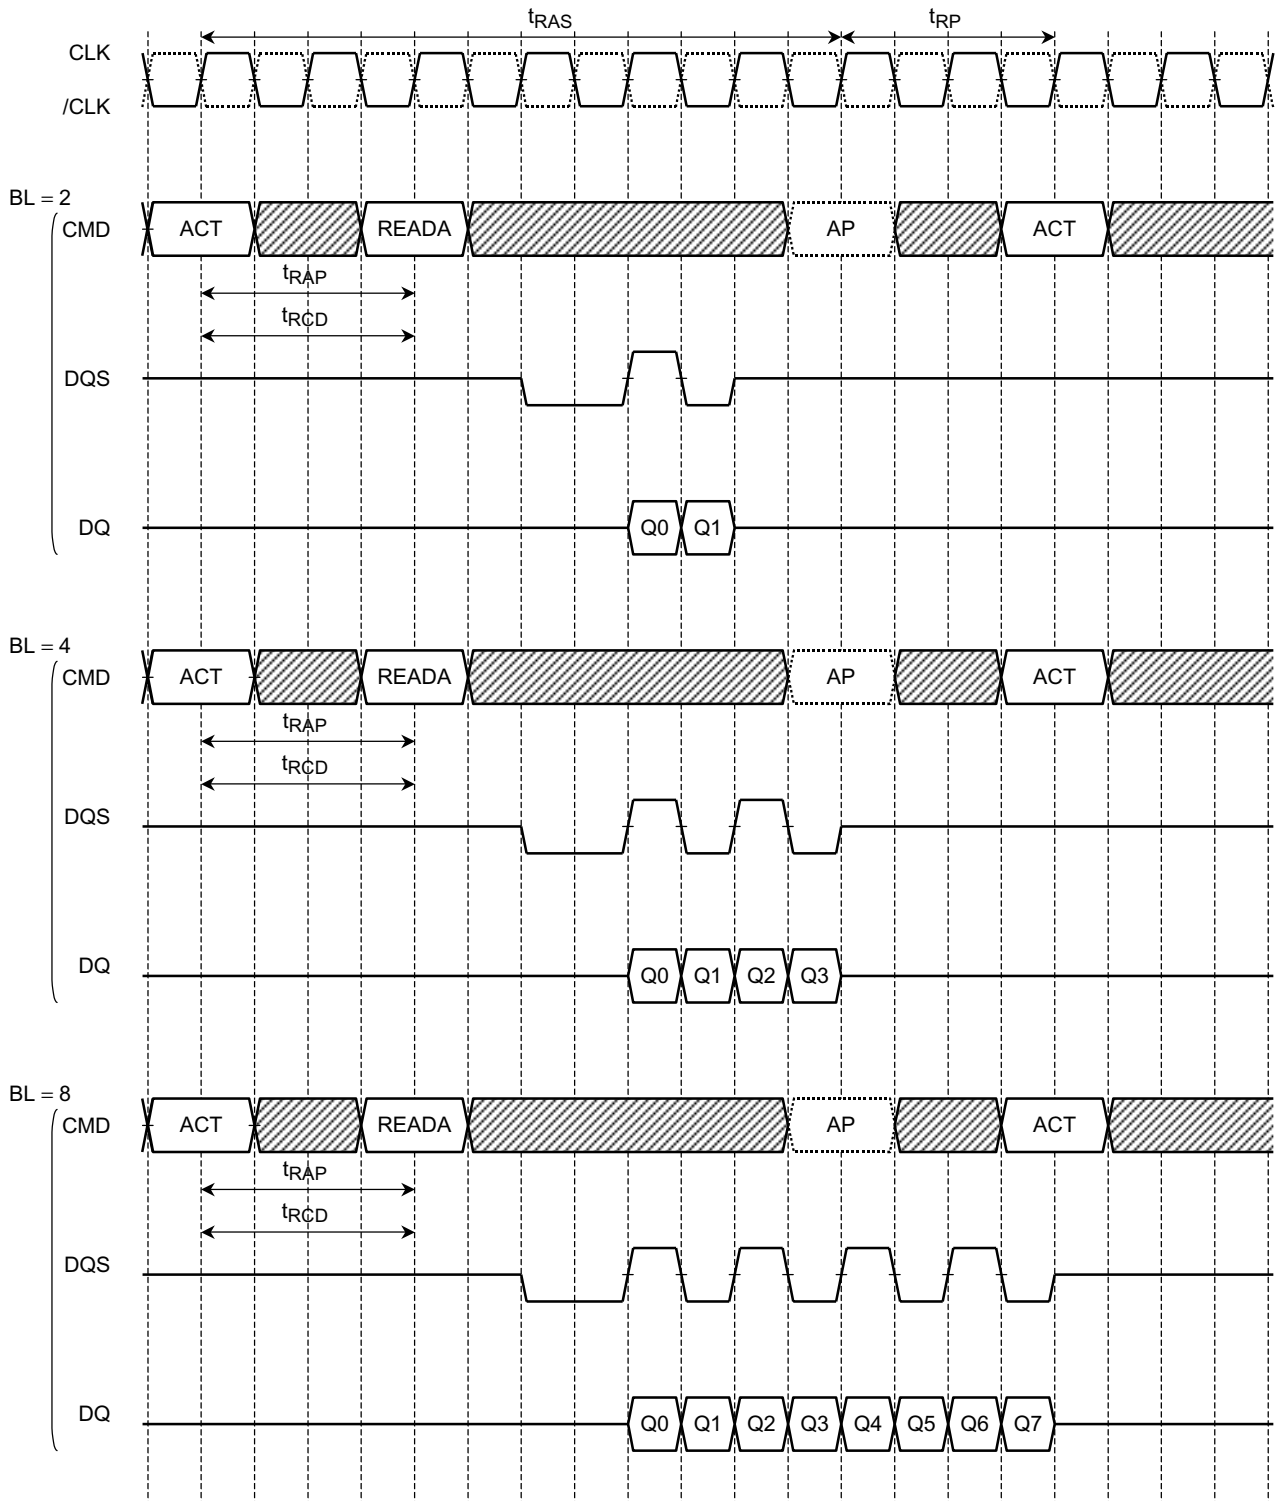 tRAS tRP
CLK
/CLK
BL = 2
CMD ACT READA AP ACT
tRAP
tRCD
DQS
DQ Q0 Q1
BL = 4
CMD ACT READA AP ACT
tRAP
tRCD
DQS
DQ Q0 Q1 Q2 Q3
BL = 8
CMD ACT READA AP ACT
tRAP
tRCD
DQS
DQ Q0 Q1 Q2 Q3 Q4 Q5 Q6 Q7